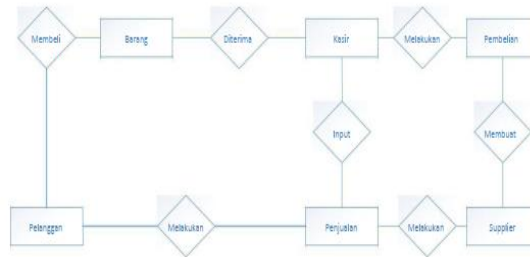 Membeli
Barang
Diterima
Kasir
Melakukan
Pembelian
Input
Membuat
Pelanggan
Melakukan
Penjualan
Melakukan
Supplier